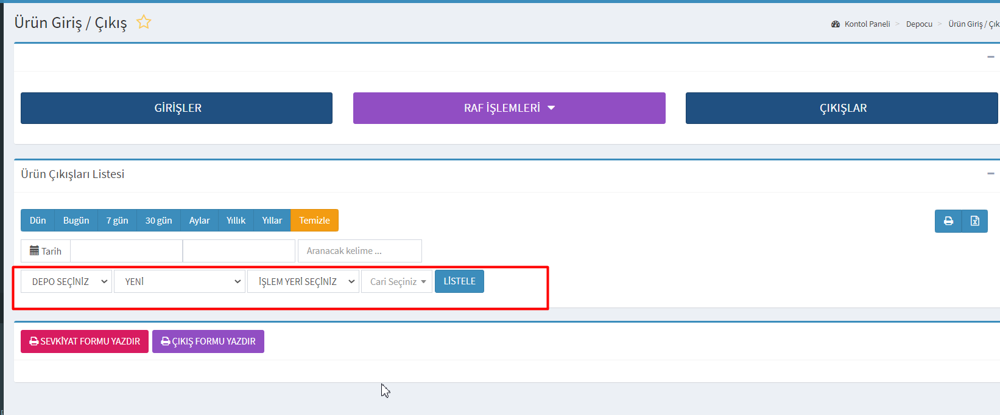 Ürün Giriş / Çıkış
Kontol Paneli > Depocu > Ürün Giriş / Çık
GİRİŞLER
RAF İŞLEMLERİ
ÇIKIŞLAR
Ürün Çıkışları Listesi
Dün Bugün 7 gün 30 gün Aylar Yıllık Yıllar Temizle
Tarih Aranacak kelime ...
DEPO SEÇİNİZ YENİ İŞLEM YERİ SEÇİNİZ Cari Seçiniz LİSTELE
SEVKİYAT FORMU YAZDIR ÇIKIŞ FORMU YAZDIR